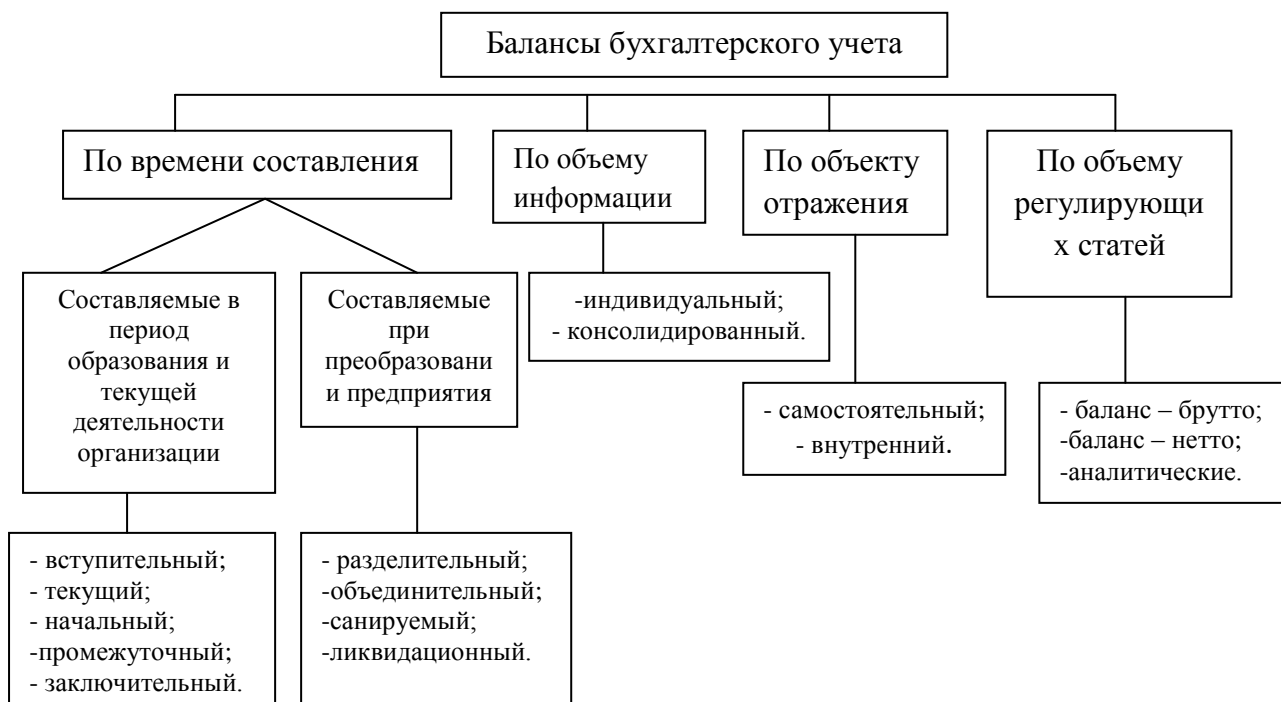 Балансы бухгалтерского учета
По времени составления
По объему
информации
По объекту
отражения
По объему
регулирующи
х статей
Составляемые в
период
образования и
текущей
деятельности
организации
Составляемые
при
преобразовани
и предприятия
-индивидуальный;
- консолидированный.
- самостоятельный;
- внутренний.
- баланс – брутто;
-баланс – нетто;
-аналитические.
- вступительный;
- текущий;
- начальный;
-промежуточный;
- заключительный.
- разделительный;
-объединительный;
-санируемый;
-ликвидационный.